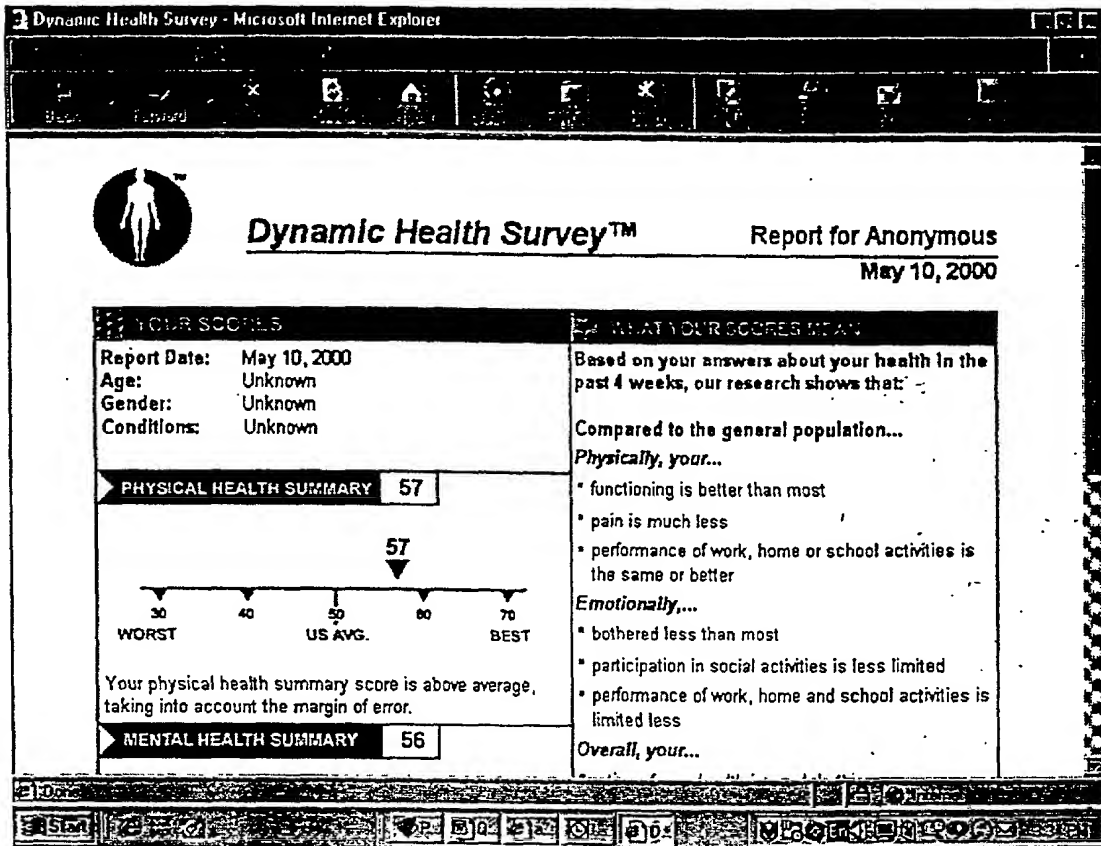 Dynamic Health Survey - Microsoft Internet Explorer
Back Forward
TM
Dynamic Health Survey™
Report for Anonymous
May 10, 2000
YOUR SCORES
Report Date: May 10, 2000
Age: Unknown
Gender: Unknown
Conditions: Unknown
PHYSICAL HEALTH SUMMARY 57
57
30 40 50 60 70
WORST US AVG. BEST
Your physical health summary score is above average,
taking into account the margin of error.
MENTAL HEALTH SUMMARY 56
WHAT YOUR SCORES MEAN
Based on your answers about your health in the
past 4 weeks, our research shows that:
Compared to the general population...
Physically, your...
* functioning is better than most
* pain is much less
* performance of work, home or school activities is
the same or better
Emotionally,...
* bothered less than most
* participation in social activities is less limited
* performance of work, home and school activities is
limited less
Overall, your...
Done
Start